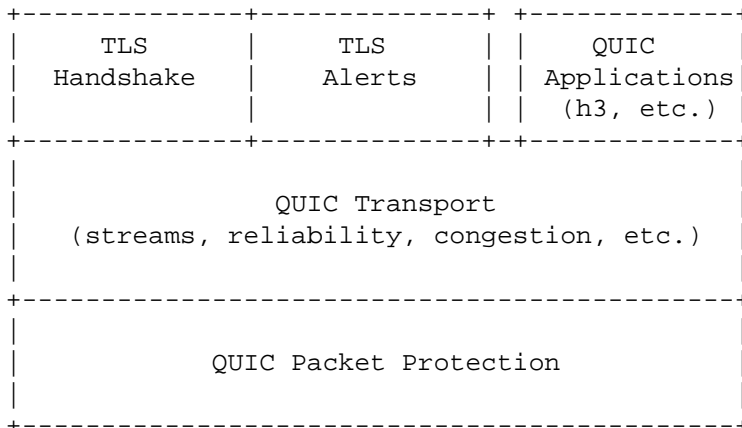 TLS TLS QUIC
Handshake Alerts Applications
(h3, etc.)
QUIC Transport
(streams, reliability, congestion, etc.)
QUIC Packet Protection